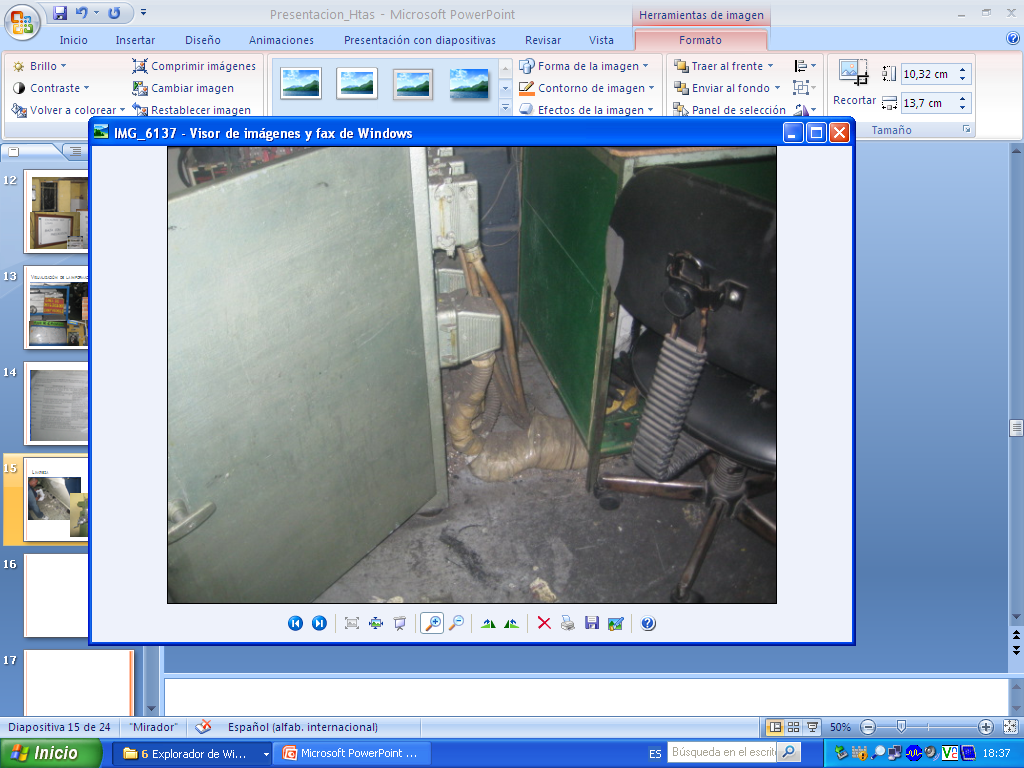 Presentacion_Htas - Microsoft PowerPoint
Herramientas de imagen
Inicio
Insertar
Diseño
Animaciones
Presentación con diapositivas
Revisar
Vista
Formato
Brillo
Contraste
Volver a colorear
Comprimir imágenes
Cambiar imagen
Restablecer imagen
Forma de la imagen
Contorno de imagen
Efectos de la imagen
Traer al frente
Enviar al fondo
Panel de selección
Recortar
10,32 cm
13,7 cm
Tamaño
IMG_6137 - Visor de imágenes y fax de Windows
12
13
14
15
16
17
Diapositiva 15 de 24
"Mirador"
Español (alfab. internacional)
50%
Inicio
6 Explorador de Wi...
Microsoft PowerPoint ...
ES
Búsqueda en el escrit
18:37